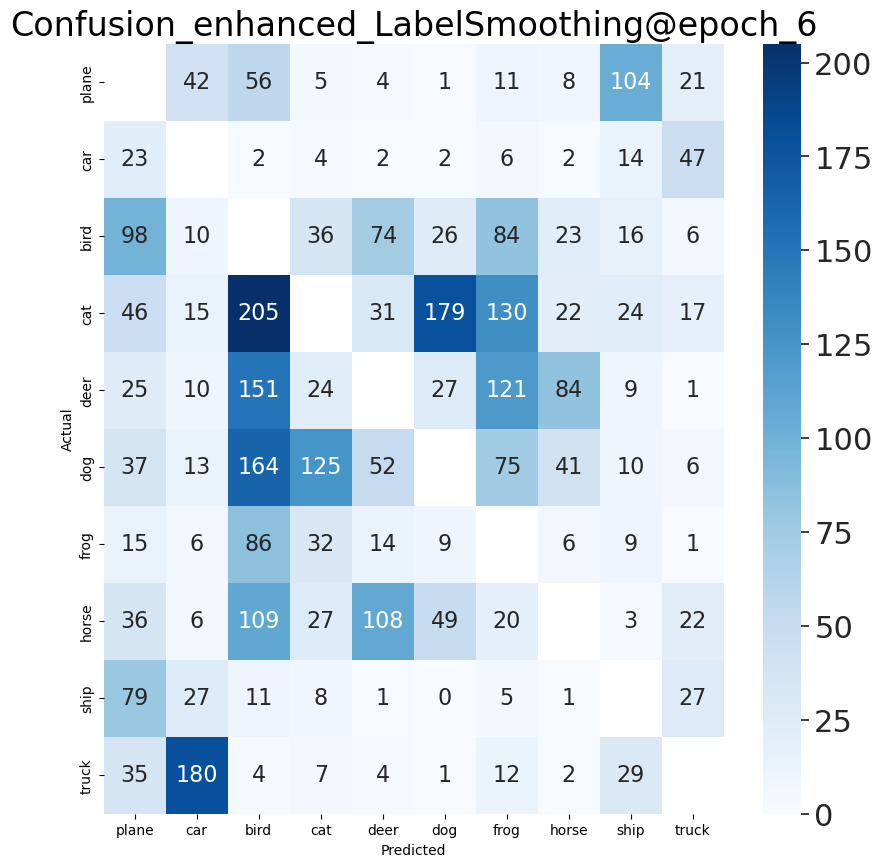 Confusion_enhanced_LabelSmoothing@epoch_6
plane 42 56 5 4 1 11 8 104 21
car 23 2 4 2 2 6 2 14 47
bird 98 10 36 74 26 84 23 16 6
cat 46 15 205 31 179 130 22 24 17
deer 25 10 151 24 27 121 84 9 1
Actual
dog 37 13 164 125 52 75 41 10 6
frog 15 6 86 32 14 9 6 9 1
horse 36 6 109 27 108 49 20 3 22
ship 79 27 11 8 1 0 5 1 27
truck 35 180 4 7 4 1 12 2 29
plane car bird cat deer dog frog horse ship truck
Predicted
200
175
150
125
100
75
50
25
0